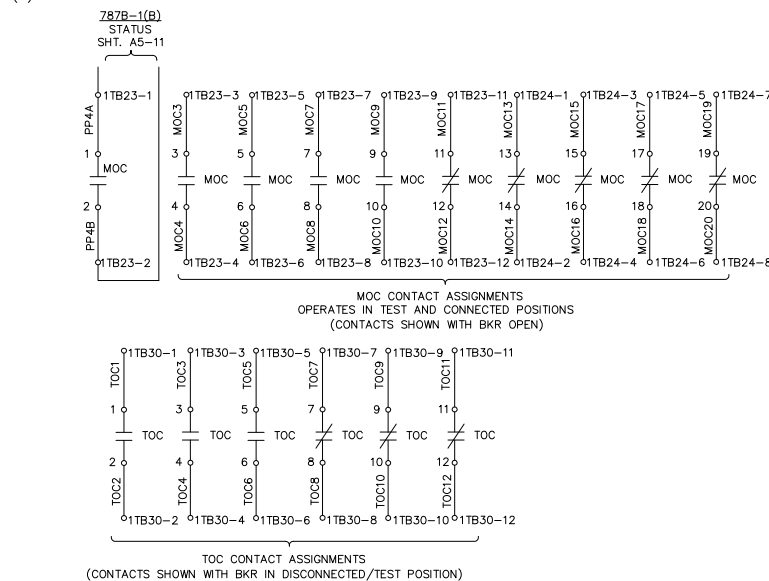 787B-1(B)
STATUS
SHT. A5-11
1TB23-1 1TB23-3 1TB23-5 1TB23-7 1TB23-9 1TB23-11 1TB24-1 1TB24-3 1TB24-5 1TB24-7
PP4A MOC3 MOC5 MOC7 MOC9 MOC11 MOC13 MOC15 MOC17 MOC19
1 3 5 7 9 11 13 15 17 19
MOC MOC MOC MOC MOC MOC MOC MOC MOC MOC
2 4 6 8 10 12 14 16 18 20
PP4B MOC4 MOC6 MOC8 MOC10 MOC12 MOC14 MOC16 MOC18 MOC20
1TB23-2 1TB23-4 1TB23-6 1TB23-8 1TB23-10 1TB23-12 1TB24-2 1TB24-4 1TB24-6 1TB24-8
MOC CONTACT ASSIGNMENTS
OPERATES IN TEST AND CONNECTED POSITIONS
(CONTACTS SHOWN WITH BKR OPEN)
1TB30-1 1TB30-3 1TB30-5 1TB30-7 1TB30-9 1TB30-11
TOC1 TOC3 TOC5 TOC7 TOC9 TOC11
1 3 5 7 9 11
TOC TOC TOC TOC TOC TOC
2 4 6 8 10 12
TOC2 TOC4 TOC6 TOC8 TOC10 TOC12
1TB30-2 1TB30-4 1TB30-6 1TB30-8 1TB30-10 1TB30-12
TOC CONTACT ASSIGNMENTS
(CONTACTS SHOWN WITH BKR IN DISCONNECTED/TEST POSITION)